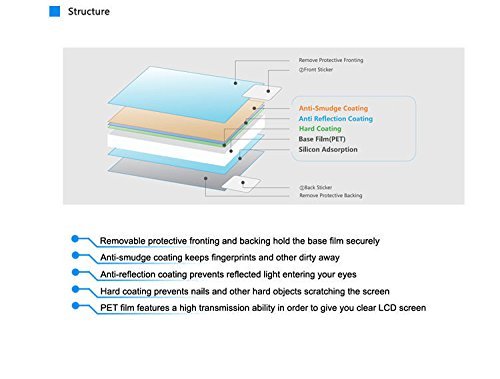 Structure
Remove Protective Fronting
②Front Sticker
Anti-Smudge Coating
Anti Reflection Coating
Hard Coating
Base Film(PET)
Silicon Adsorption
①Back Sticker
Remove Protective Backing
Removable protective fronting and backing hold the base film securely
Anti-smudge coating keeps fingerprints and other dirty away
Anti-reflection coating prevents reflected light entering your eyes
Hard coating prevents nails and other hard objects scratching the screen
PET film features a high transmission ability in order to give you clear LCD screen